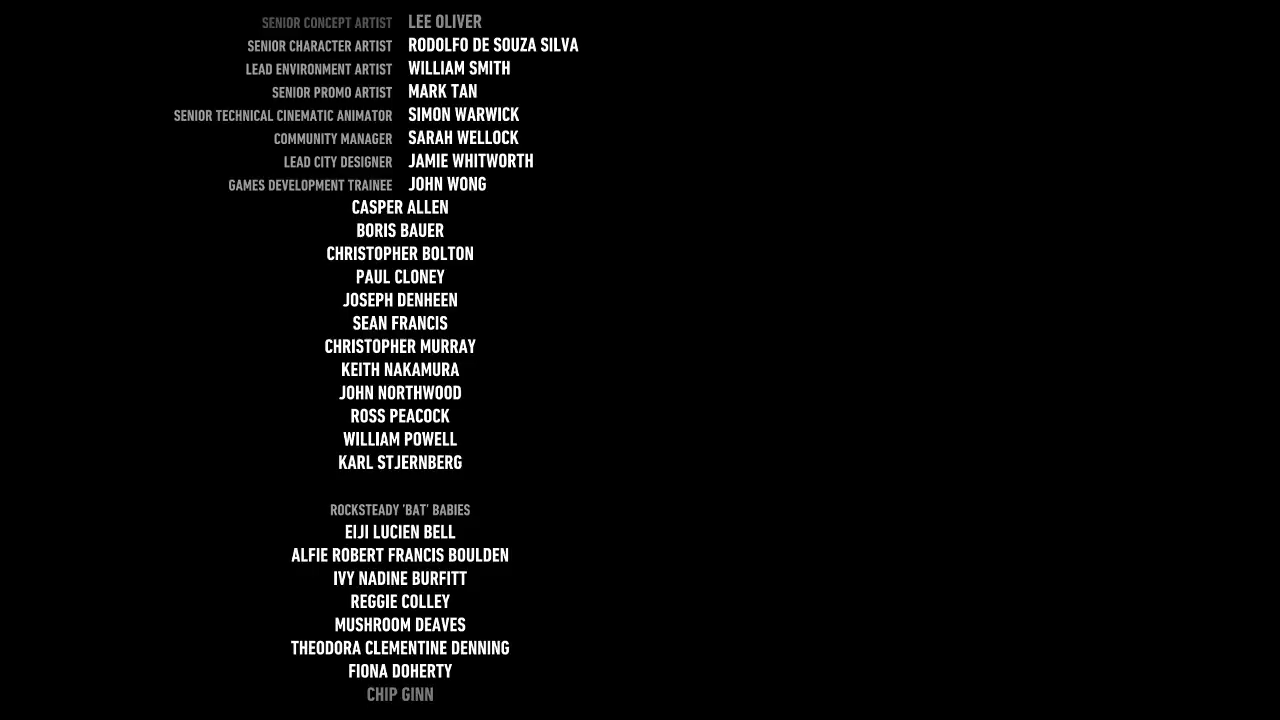 SENIOR CONCEPT ARTIST LEE OLIVER
SENIOR CHARACTER ARTIST RODOLFO DE SOUZA SILVA
LEAD ENVIRONMENT ARTIST WILLIAM SMITH
SENIOR PROMO ARTIST MARK TAN
SENIOR TECHNICAL CINEMATIC ANIMATOR SIMON WARWICK
COMMUNITY MANAGER SARAH WELLOCK
LEAD CITY DESIGNER JAMIE WHITWORTH
GAMES DEVELOPMENT TRAINEE JOHN WONG
CASPER ALLEN
BORIS BAUER
CHRISTOPHER BOLTON
PAUL CLONEY
JOSEPH DENHEEN
SEAN FRANCIS
CHRISTOPHER MURRAY
KEITH NAKAMURA
JOHN NORTHWOOD
ROSS PEACOCK
WILLIAM POWELL
KARL STJERNBERG
ROCKSTEADY 'BAT' BABIES
EIJI LUCIEN BELL
ALFIE ROBERT FRANCIS BOULDEN
IVY NADINE BURFITT
REGGIE COLLEY
MUSHROOM DEAVES
THEODORA CLEMENTINE DENNING
FIONA DOHERTY
CHIP GINN